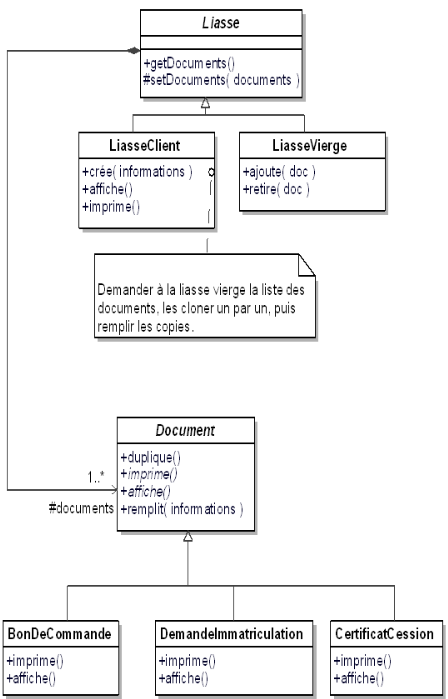 Liasse
+getDocuments()
#setDocuments( documents )
LiasseClient
+crée( informations )
+affiche()
+imprime()
LiasseVierge
+ajoute( doc )
+retire( doc )
Demander à la liasse vierge la liste des
documents, les cloner un par un, puis
remplir les copies.
Document
+duplique()
+imprime()
+affiche()
+remplit( informations )
1..*
#documents
BonDeCommande
+imprime()
+affiche()
DemandeImmatriculation
+imprime()
+affiche()
CertificatCession
+imprime()
+affiche()